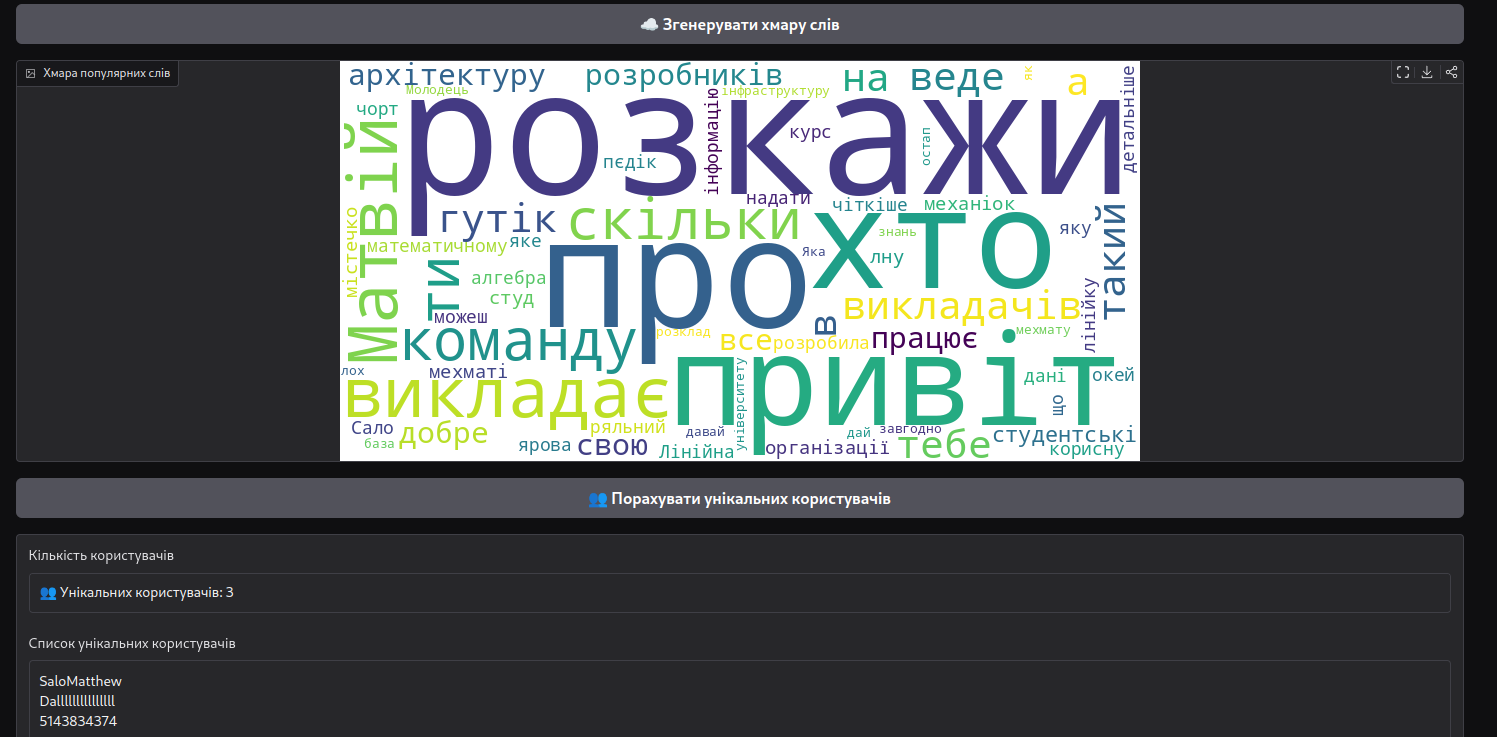 ☁️ Згенерувати хмару слів
Хмара популярних слів
архітектуру розробників на веде як а
Молодець інфраструктуру
чорт розкажи детальніше
Матвій інформацію курс остап
пєдік
надати чіткіше механіок
гутік скільки хто такий
містечко математичному яке знань яку
ти про Яка лну
алгебра
студ викладачів лінійку
можеш в
команду розклад все розробила працює мехмату
лох мехматі привіт дані окей
викладає університету що
Сало добре ряльний давай дай завгодно студентські
база ярова свою Лінійна організації тебе корисну
👥 Порахувати унікальних користувачів
Кількість користувачів
👥 Унікальних користувачів: 3
Список унікальних користувачів
SaloMatthew
Dalllllllllllllll
5143834374